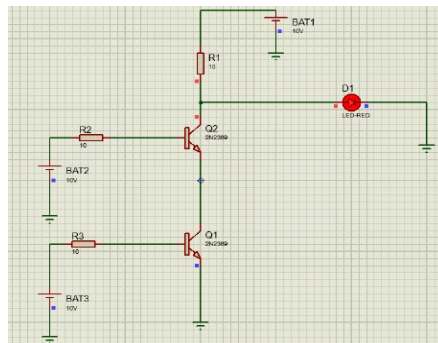 BAT1
10V
R1
10
D1
LED-RED
R2
10
Q2
2N2369
BAT2
10V
R3
10
Q1
2N2369
BAT3
10V